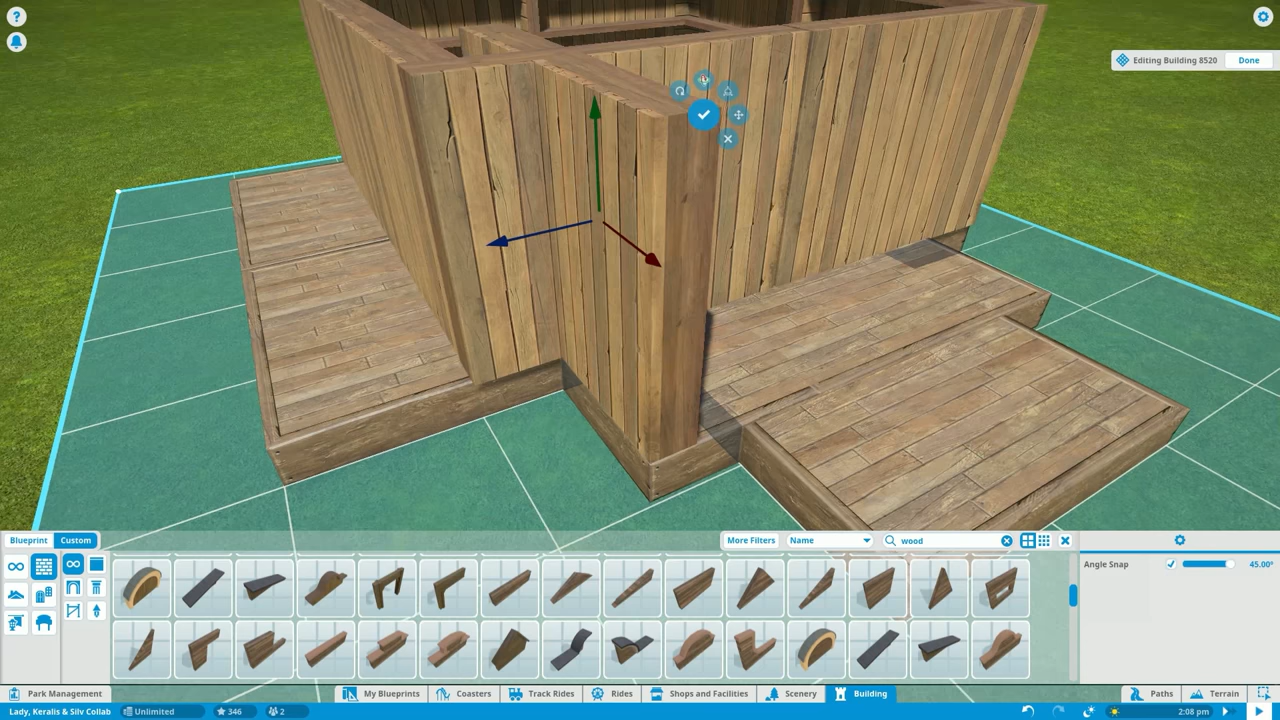 ?
Editing Building 8520 Done
Blueprint Custom More Filters Name wood
Angle Snap 45.00°
Park Management My Blueprints Coasters Track Rides Rides Shops and Facilities Scenery Building Paths Terrain
Lady, Keralis & Silv Collab Unlimited 346 2 2:08 pm